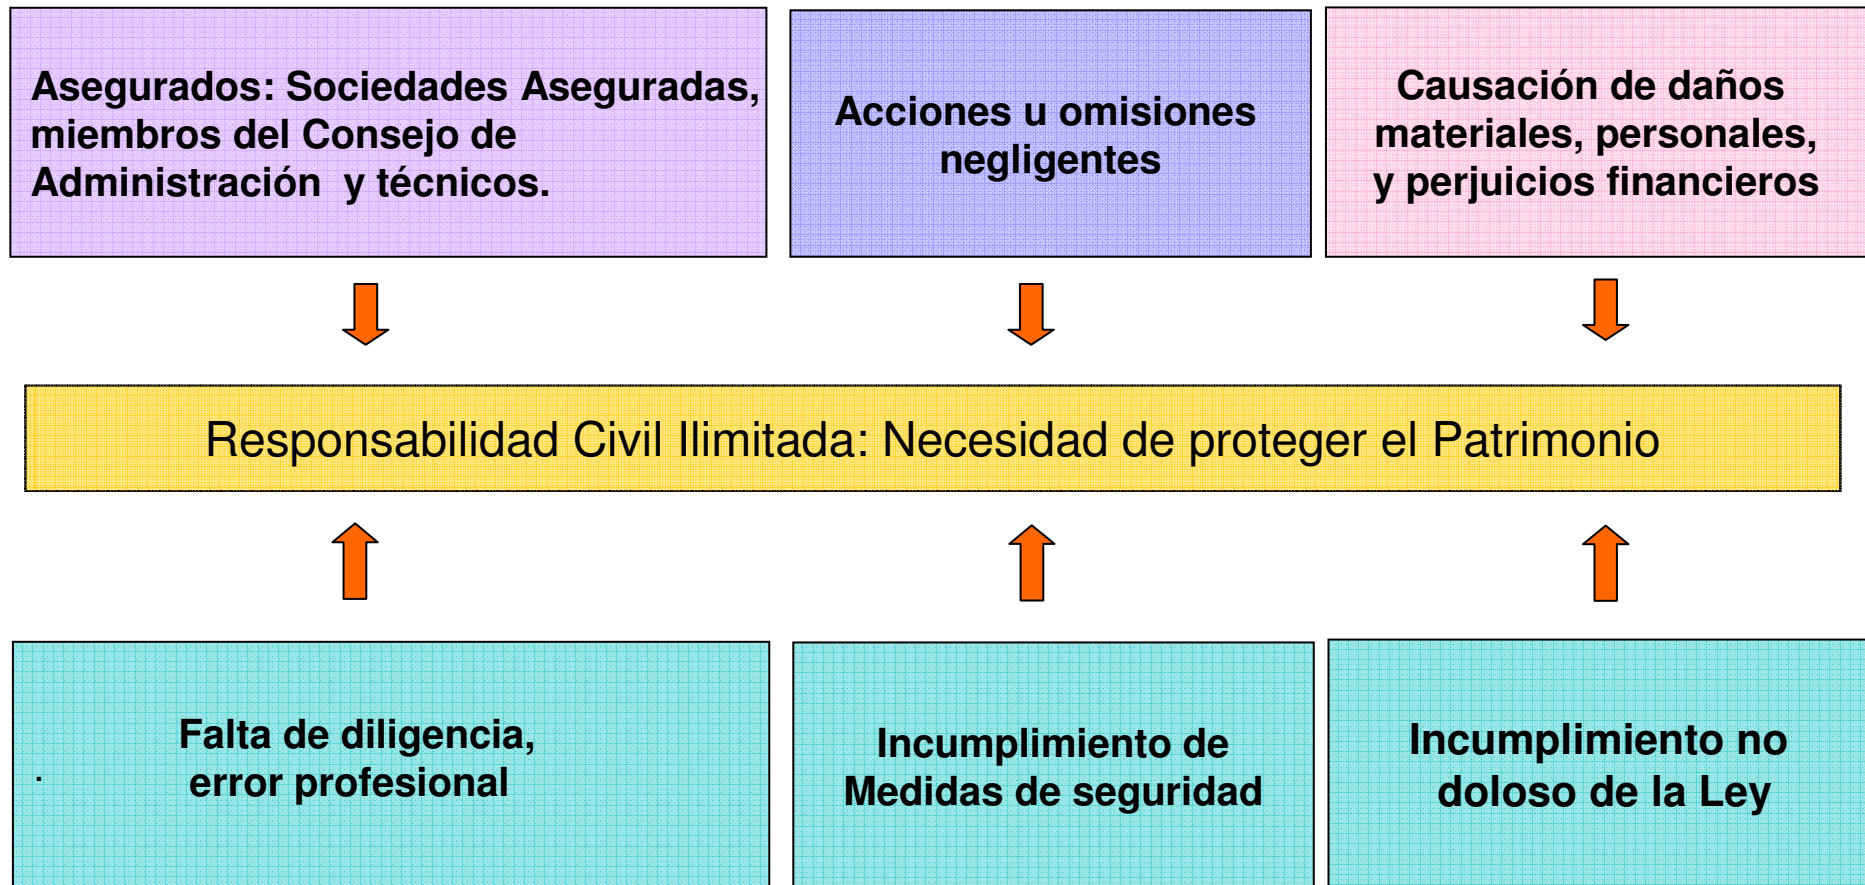 Asegurados: Sociedades Aseguradas,
miembros del Consejo de
Administración y técnicos.
Acciones u omisiones
negligentes
Causación de daños
materiales, personales,
y perjuicios financieros
Responsabilidad Civil Ilimitada: Necesidad de proteger el Patrimonio
Falta de diligencia,
. error profesional
Incumplimiento de
Medidas de seguridad
Incumplimiento no
doloso de la Ley